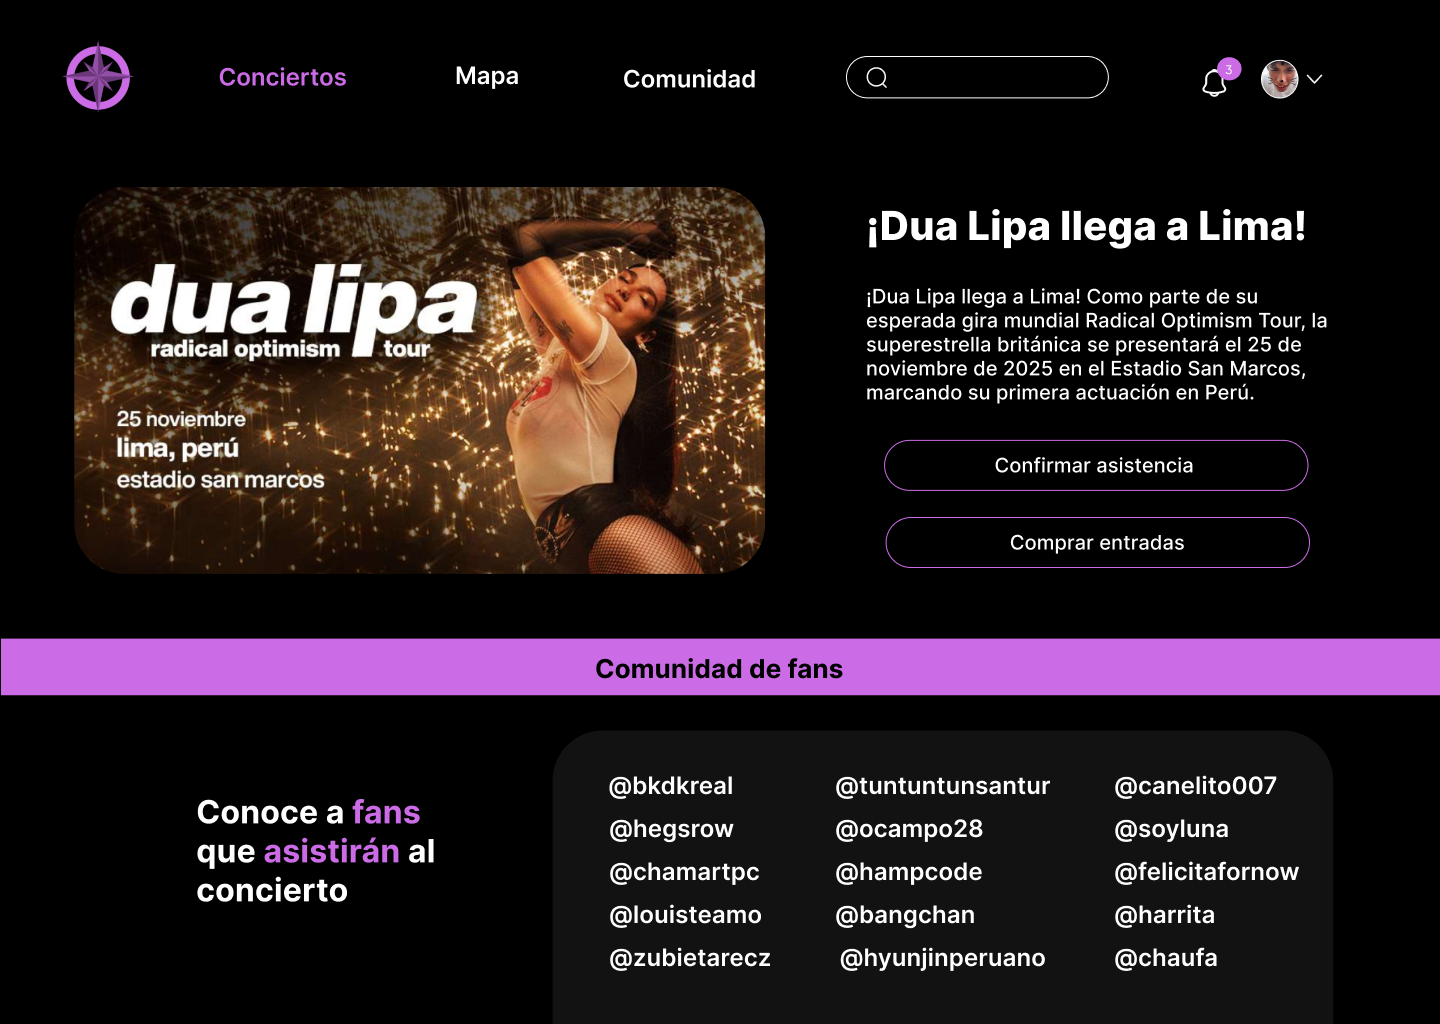 Conciertos
Mapa
Comunidad
3
dua lipa
radical optimism tour
25 noviembre
lima, perú
estadio san marcos
¡Dua Lipa llega a Lima!
¡Dua Lipa llega a Lima! Como parte de su
esperada gira mundial Radical Optimism Tour, la
superestrella británica se presentará el 25 de
noviembre de 2025 en el Estadio San Marcos,
marcando su primera actuación en Perú.
Confirmar asistencia
Comprar entradas
Comunidad de fans
Conoce a fans
que asistirán al
concierto
@bkdkreal
@hegsrow
@chamartpc
@louisteamo
@zubietarecz
@tuntuntunsantur
@ocampo28
@hampcode
@bangchan
@hyunjinperuano
@canelito007
@soyluna
@felicitafornow
@harrita
@chaufa